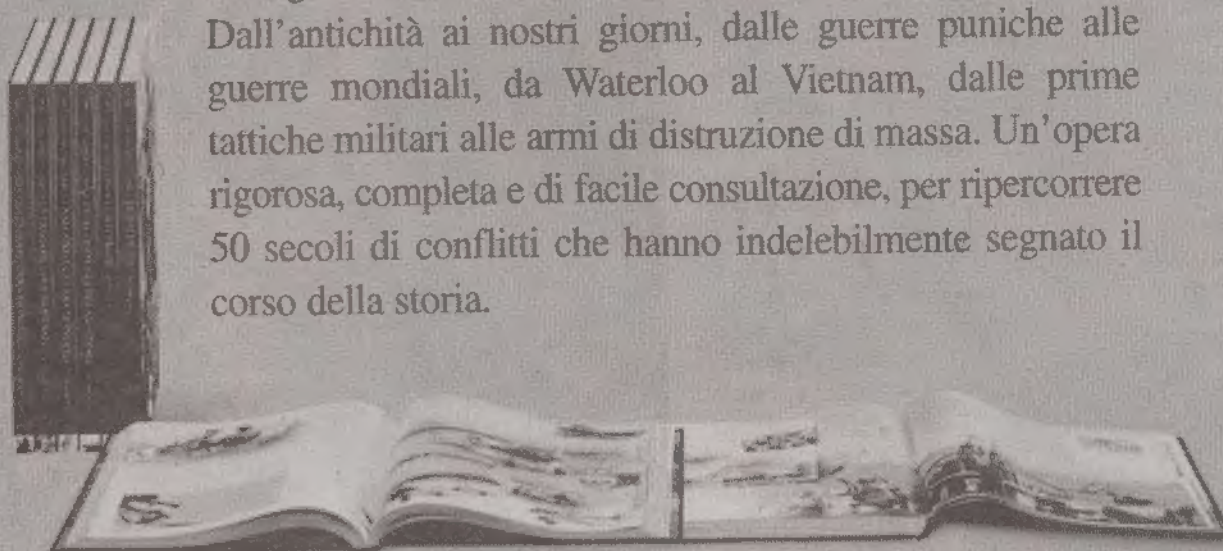 Dall'antichità ai nostri giorni, dalle guerre puniche alle
guerre mondiali, da Waterloo al Vietnam, dalle prime
tattiche militari alle armi di distruzione di massa. Un'opera
rigorosa, completa e di facile consultazione, per ripercorrere
50 secoli di conflitti che hanno indelebilmente segnato il
corso della storia.